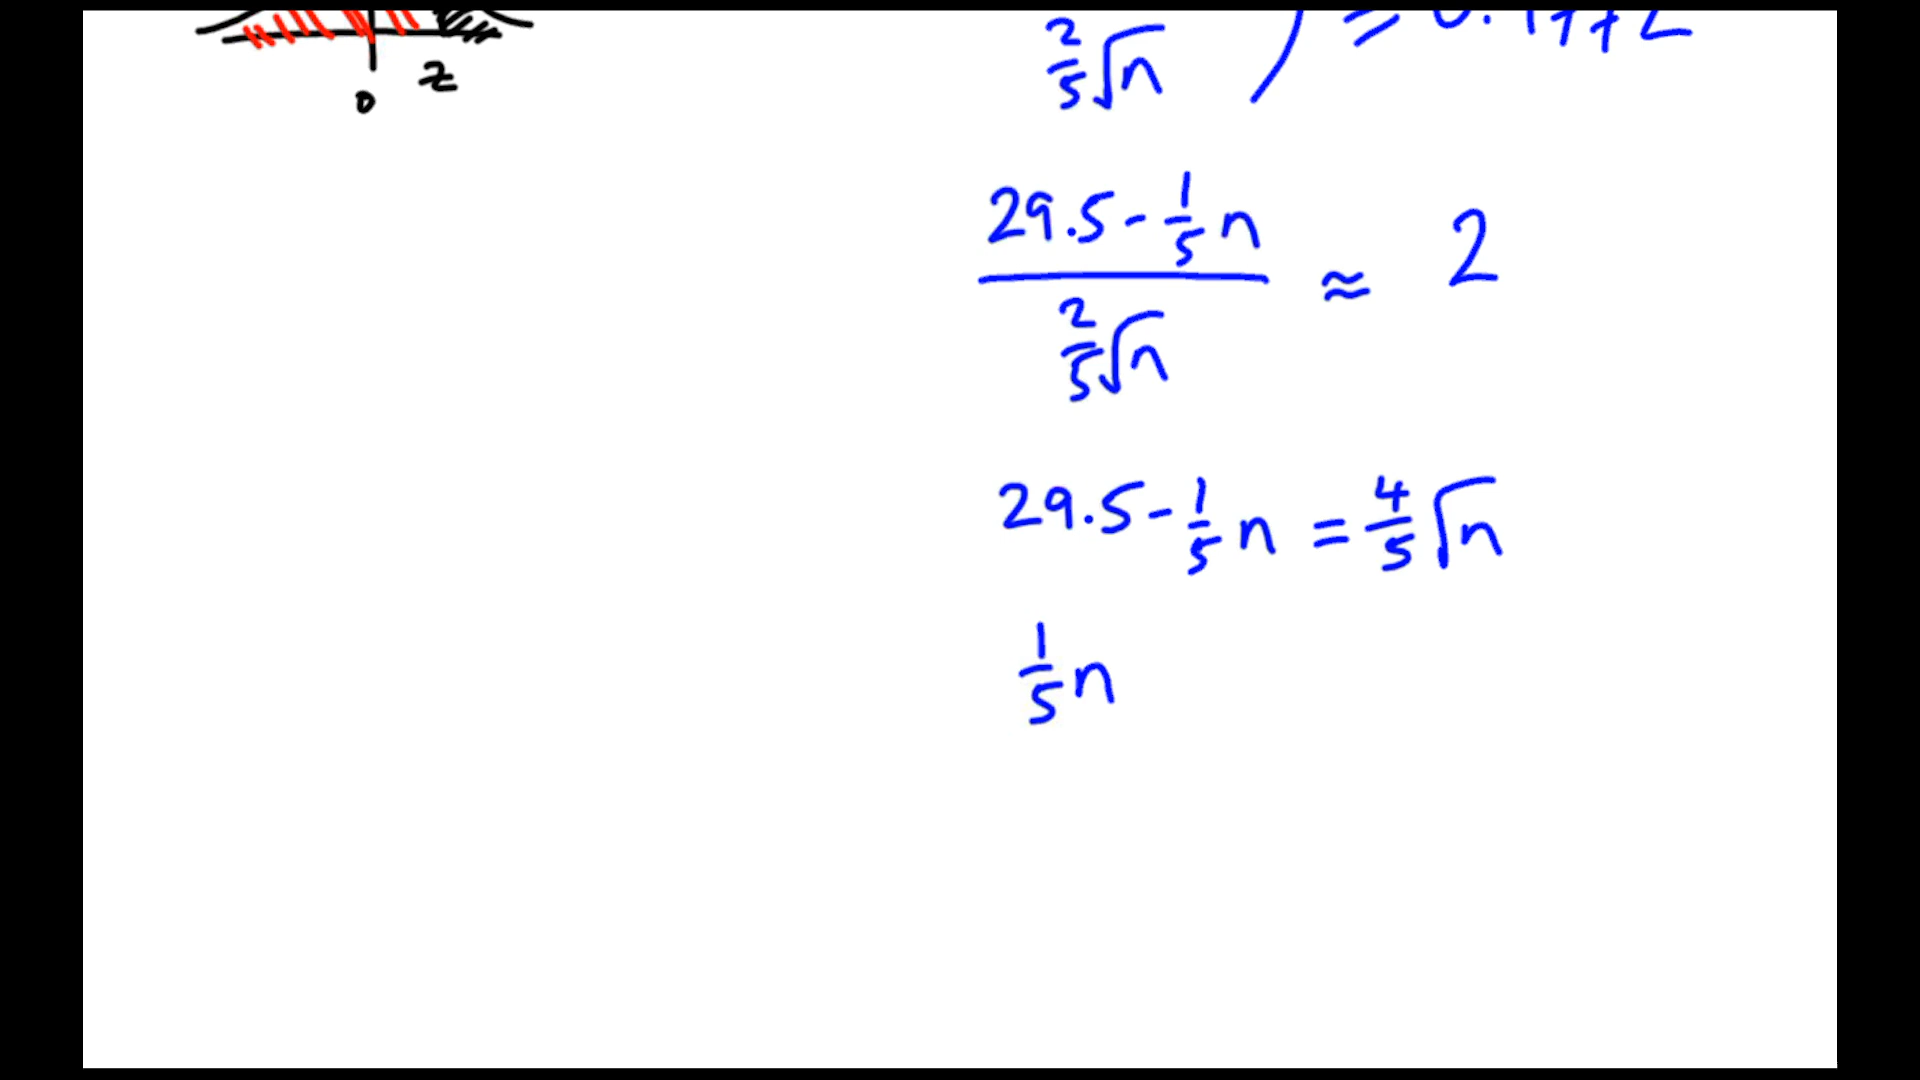 0 z
2/5 √n ) =
(29.5 - 1/5 n) / (2/5 √n) ≈ 2
29.5 - 1/5 n = 4/5 √n
1/5 n